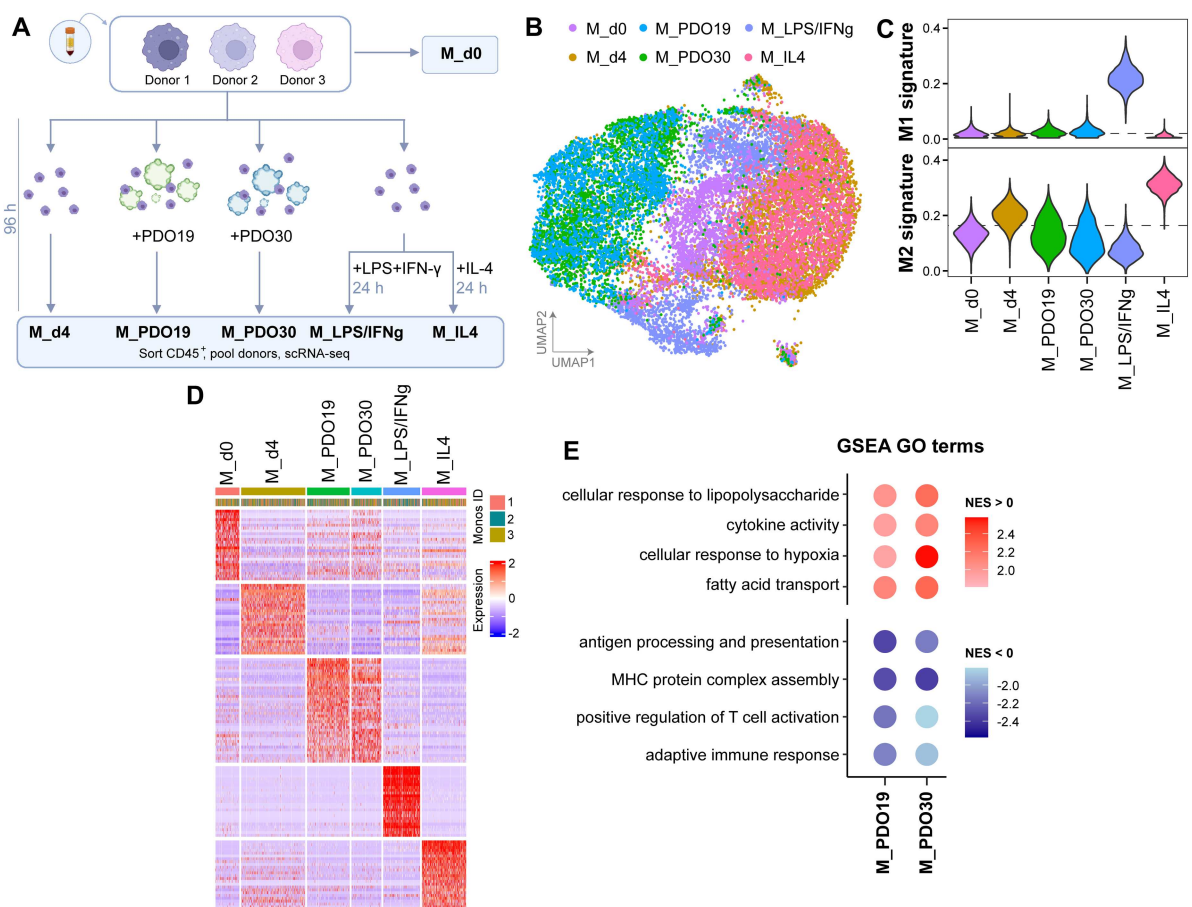 A
Donor 1
Donor 2
Donor 3
M_d0
96 h
+PDO19
+PDO30
+LPS+IFN-γ
24 h
+IL-4
24 h
M_d4
M_PDO19
M_PDO30
M_LPS/IFNg
M_IL4
Sort CD45+, pool donors, scRNA-seq
B
M_d0
M_PDO19
M_LPS/IFNg
M_d4
M_PDO30
M_IL4
UMAP2
UMAP1
C
M1 signature
0.4
0.2
0.0
M2 signature
0.4
0.2
0.0
M_d0
M_d4
M_PDO19
M_PDO30
M_LPS/IFNg
M_IL4
D
M_d0
M_d4
M_PDO19
M_PDO30
M_LPS/IFNg
M_IL4
Monos ID
1
2
3
Expression
2
1
0
-2
E
GSEA GO terms
cellular response to lipopolysaccharide
cytokine activity
cellular response to hypoxia
fatty acid transport
antigen processing and presentation
MHC protein complex assembly
positive regulation of T cell activation
adaptive immune response
M_PDO19
M_PDO30
NES > 0
2.4
2.2
2.0
NES < 0
-2.0
-2.2
-2.4